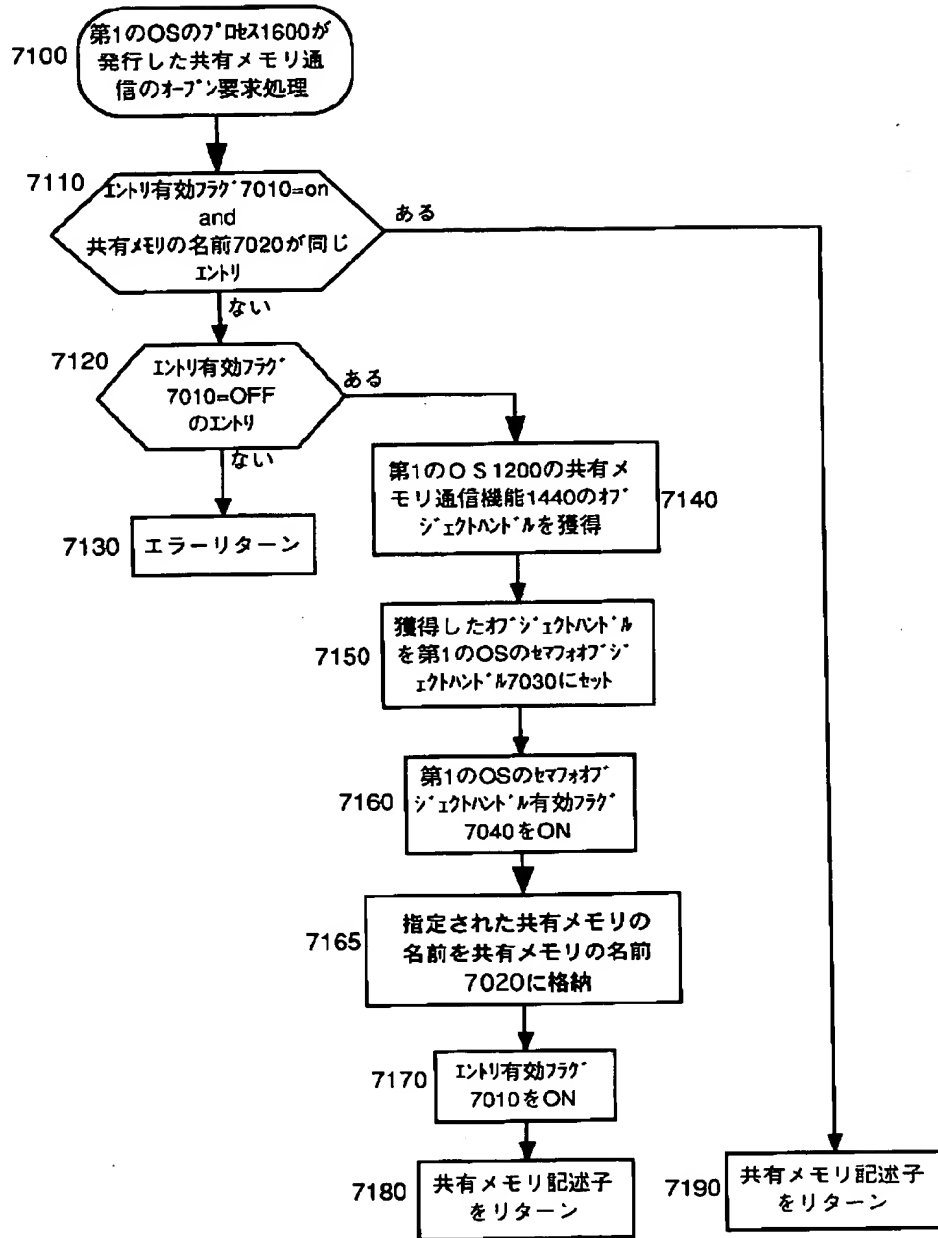 7100
第1のOSのﾌﾟﾛｾｽ1600が
発行した共有メモリ通
信のｵｰﾌﾟﾝ要求処理
7110
ｴﾝﾄﾘ有効ﾌﾗｸﾞ7010=on
and
共有ﾒﾓﾘの名前7020が同じ
ｴﾝﾄﾘ
ある
ない
7120
ｴﾝﾄﾘ有効ﾌﾗｸﾞ
7010=OFF
のｴﾝﾄﾘ
ある
ない
7130
エラーリターン
第1のＯＳ1200の共有メ
モリ通信機能1440のｵﾌﾞ
ｼﾞｪｸﾄﾊﾝﾄﾞﾙを獲得
7140
7150
獲得したｵﾌﾞｼﾞｪｸﾄﾊﾝﾄﾞﾙ
を第1のOSのｾﾏﾌｫｵﾌﾞｼﾞ
ｪｸﾄﾊﾝﾄﾞﾙ7030にｾｯﾄ
7160
第1のOSのｾﾏﾌｫｵﾌﾞ
ｼﾞｪｸﾄﾊﾝﾄﾞﾙ有効ﾌﾗｸﾞ
7040をON
7165
指定された共有メモリの
名前を共有メモリの名前
7020に格納
7170
ｴﾝﾄﾘ有効ﾌﾗｸﾞ
7010をON
7180
共有メモリ記述子
をリターン
7190
共有メモリ記述子
をリターン